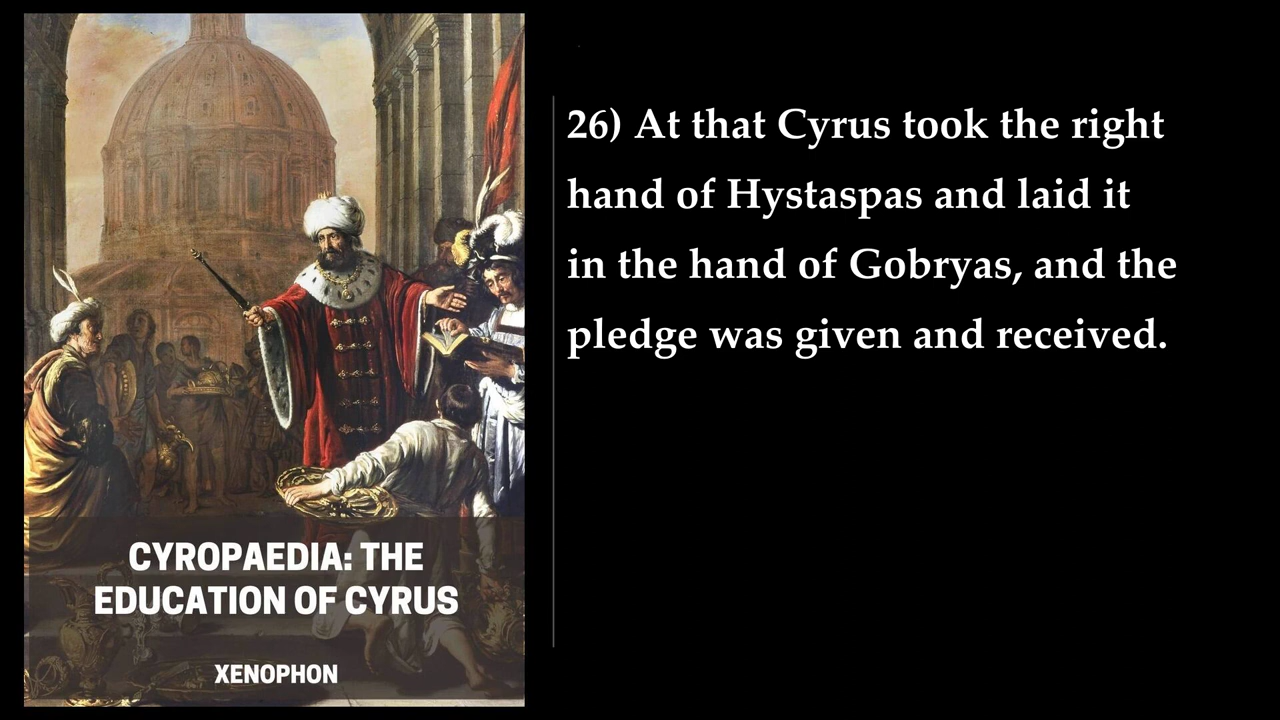 26) At that Cyrus took the right
hand of Hystaspas and laid it
in the hand of Gobryas, and the
pledge was given and received.
CYROPAEDIA: THE
EDUCATION OF CYRUS
XENOPHON